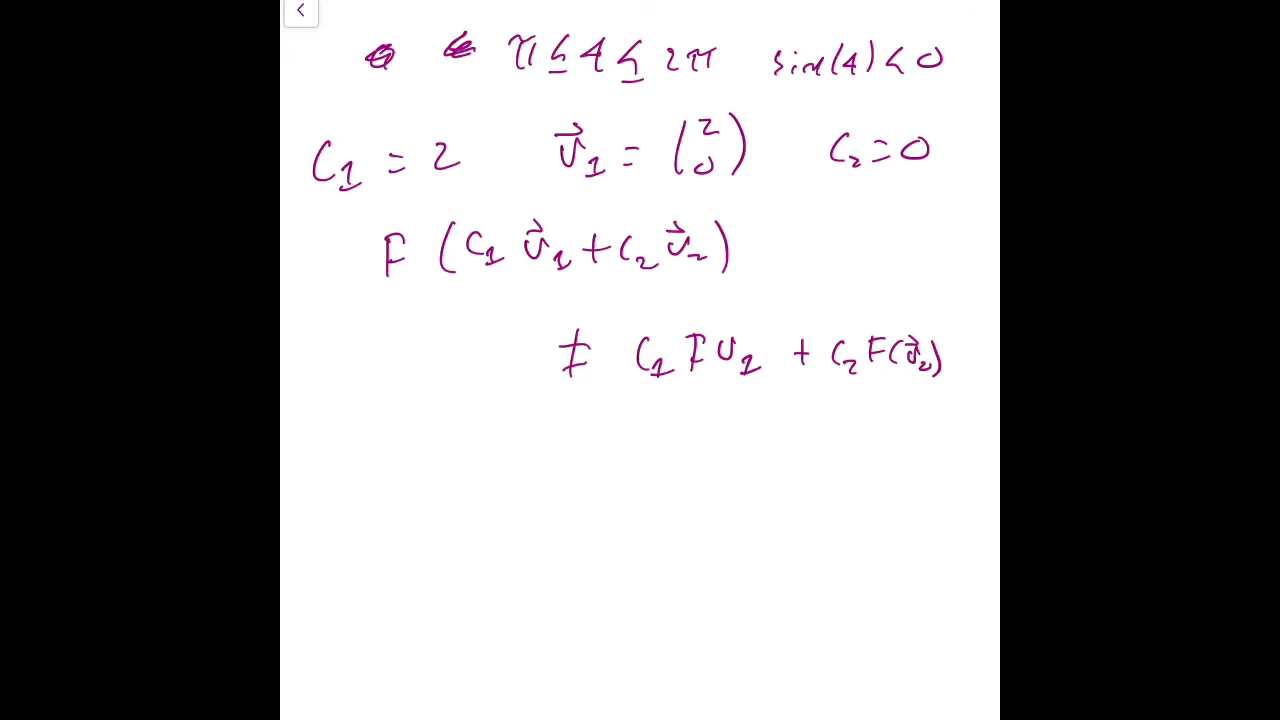 π ≤ 4 ≤ 2π sin(4) < 0
C₁ = 2 v⃗₁ = (2 0) C₂ = 0
F (C₁ v⃗₁ + C₂ v⃗₂)
≠ C₁ F v₁ + C₂ F(v⃗₂)